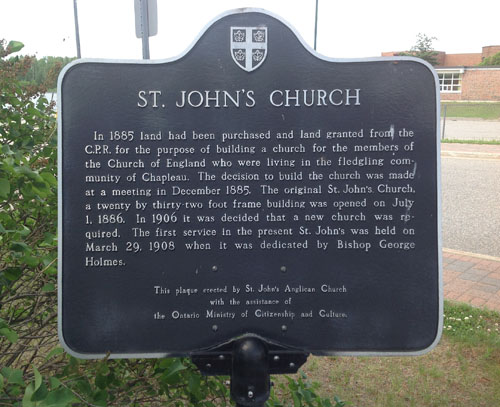 ST. JOHN'S CHURCH
In 1885 land had been purchased and land granted from the
C.P.R. for the purpose of building a church for the members of
the Church of England who were living in the fledgling com-
munity of Chapleau. The decision to build the church was made
at a meeting in December 1885. The original St. John's Church,
a twenty by thirty-two foot frame building was opened on July
1, 1886. In 1906 it was decided that a new church was re-
quired. The first service in the present St. John's was held on
March 29, 1908 when it was dedicated by Bishop George
Holmes.
This plaque erected by St. John's Anglican Church
with the assistance of
the Ontario Ministry of Citizenship and Culture.